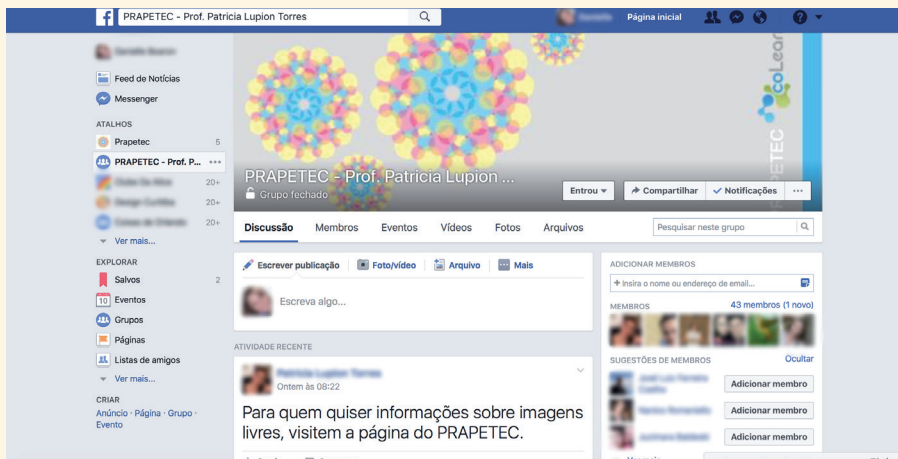 PRAPETEC - Prof. Patricia Lupion Torres
Página inicial
Feed de Notícias
Messenger
ATALHOS
Prapetec 5
PRAPETEC - Prof. P... •••
20+
20+
20+
Ver mais...
EXPLORAR
Salvos 2
10 Eventos
Grupos
Páginas
Listas de amigos
Ver mais...
CRIAR
Anúncio · Página · Grupo ·
Evento
coLear
PRAPETEC
PRAPETEC - Prof. Patricia Lupion ...
Grupo fechado
Entrou
Compartilhar
Notificações
Discussão Membros Eventos Vídeos Fotos Arquivos
Pesquisar neste grupo
Escrever publicação Foto/vídeo Arquivo Mais
Escreva algo...
ATIVIDADE RECENTE
Ontem às 08:22
Para quem quiser informações sobre imagens
livres, visitem a página do PRAPETEC.
ADICIONAR MEMBROS
+ Insira o nome ou endereço de email...
MEMBROS 43 membros (1 novo)
SUGESTÕES DE MEMBROS Ocultar
Adicionar membro
Adicionar membro
Adicionar membro